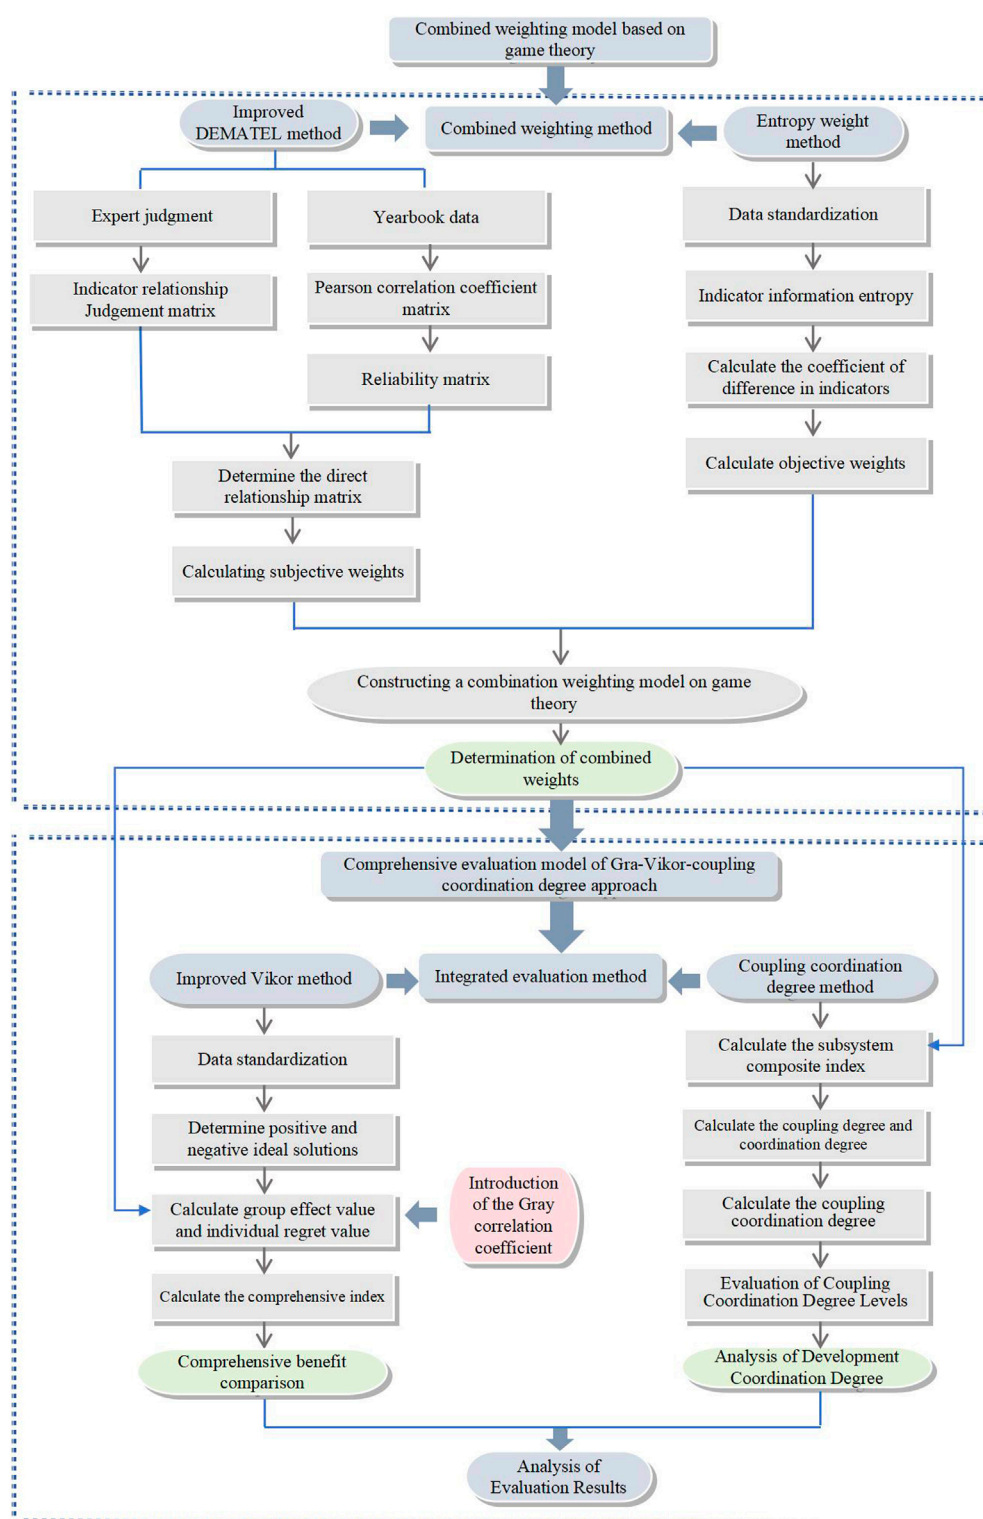 Combined weighting model based on
game theory
Improved
DEMATEL method
Combined weighting method
Entropy weight
method
Expert judgment
Yearbook data
Data standardization
Indicator relationship
Judgement matrix
Pearson correlation coefficient
matrix
Indicator information entropy
Reliability matrix
Calculate the coefficient of
difference in indicators
Determine the direct
relationship matrix
Calculate objective weights
Calculating subjective weights
Constructing a combination weighting model on game
theory
Determination of combined
weights
Comprehensive evaluation model of Gra-Vikor-coupling
coordination degree approach
Improved Vikor method
Integrated evaluation method
Coupling coordination
degree method
Data standardization
Calculate the subsystem
composite index
Determine positive and
negative ideal solutions
Calculate the coupling degree and
coordination degree
Calculate group effect value
and individual regret value
Introduction
of the Gray
correlation
coefficient
Calculate the coupling
coordination degree
Calculate the comprehensive index
Evaluation of Coupling
Coordination Degree Levels
Comprehensive benefit
comparison
Analysis of Development
Coordination Degree
Analysis of
Evaluation Results